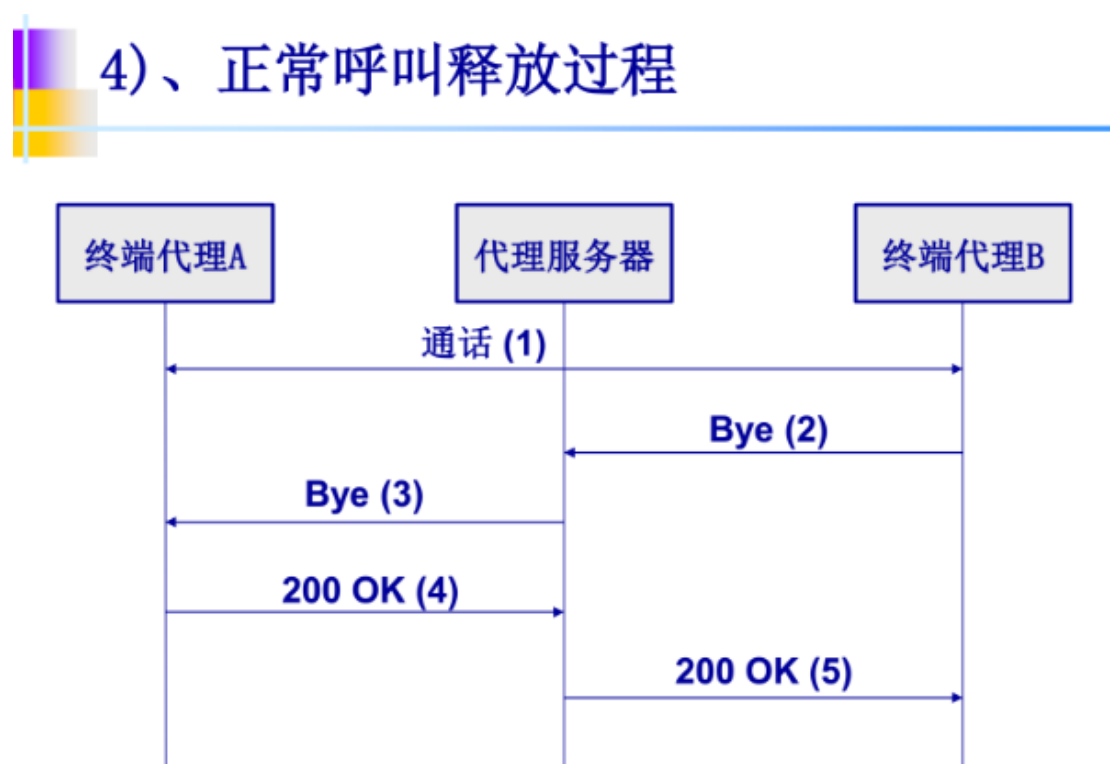 4)、正常呼叫释放过程
终端代理A
代理服务器
终端代理B
通话 (1)
Bye (2)
Bye (3)
200 OK (4)
200 OK (5)